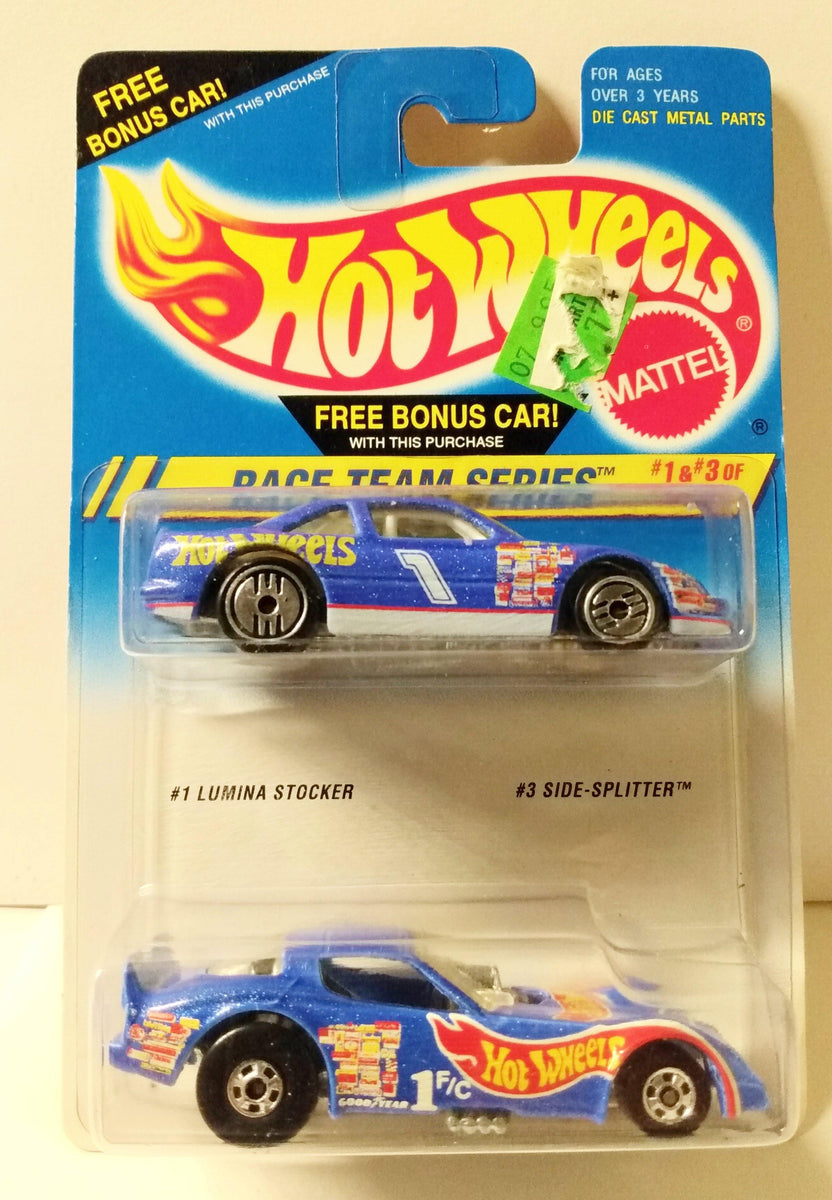 FREE
BONUS CAR!
WITH THIS PURCHASE
FOR AGES
OVER 3 YEARS
DIE CAST METAL PARTS
HOT WHEELS
®
MATTEL
®
FREE BONUS CAR!
WITH THIS PURCHASE
RACE TEAM SERIES™
#1 & #3 OF
HOT WHEELS
1
#1 LUMINA STOCKER
#3 SIDE-SPLITTER™
HOT WHEELS
1 F/C
GOODYEAR